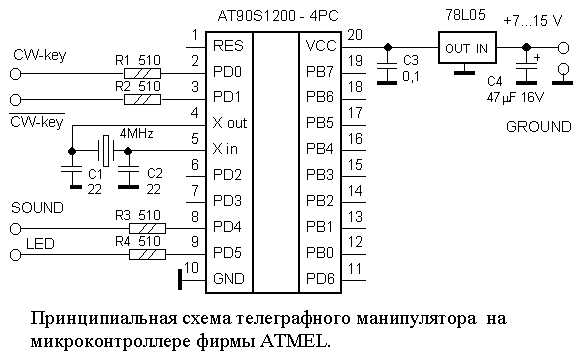 AT90S1200 - 4PC
78L05
+7...15 V
CW-key
R1 510
R2 510
CW-key
4MHz
C1
22
C2
22
SOUND
R3 510
LED
R4 510
1 RES
2 PD0
3 PD1
4 X out
5 X in
6 PD2
7 PD3
8 PD4
9 PD5
10 GND
VCC 20
PB7 19
PB6 18
PB5 17
PB4 16
PB3 15
PB2 14
PB1 13
PB0 12
PD6 11
C3
0,1
OUT IN
+
C4
47µF 16V
GROUND
Принципиальная схема телеграфного манипулятора на
микроконтроллере фирмы ATMEL.